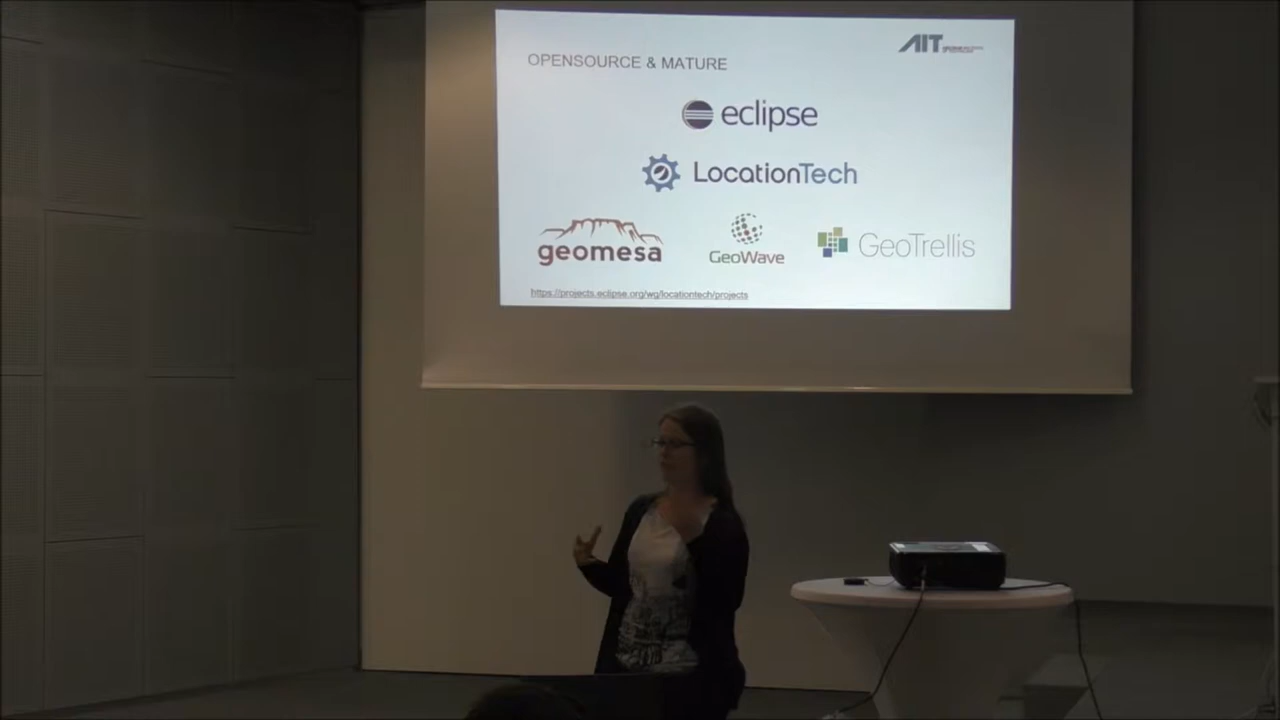 AIT
OPENSOURCE & MATURE
eclipse
LocationTech
geomesa
GeoWave
GeoTrellis
https://projects.eclipse.org/wg/locationtech/projects